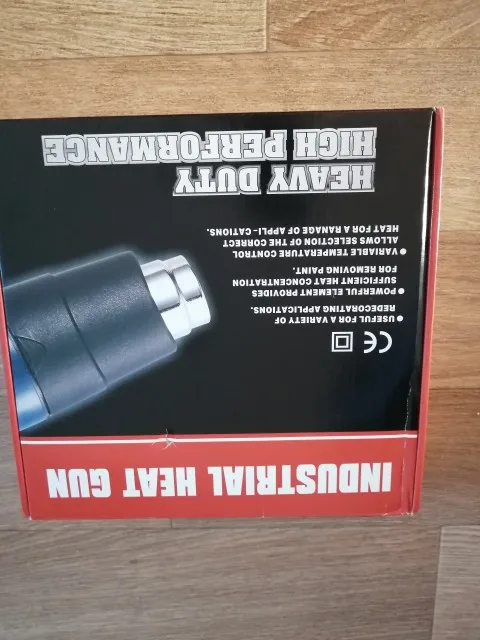 INDUSTRIAL HEAT GUN
CE
● USEFUL FOR A VARIETY OF
REDECORATING APPLICATIONS.
● POWERFUL ELEMENT PROVIDES
SUFFICIENT HEAT CONCENTRATION
FOR REMOVING PAINT.
● VARIABLE TEMPERATURE CONTROL
ALLOWS SELECTION OF THE CORRECT
HEAT FOR A RANAGE OF APPLI-CATIONS.
HEAVY DUTY
HIGH PERFORMANCE